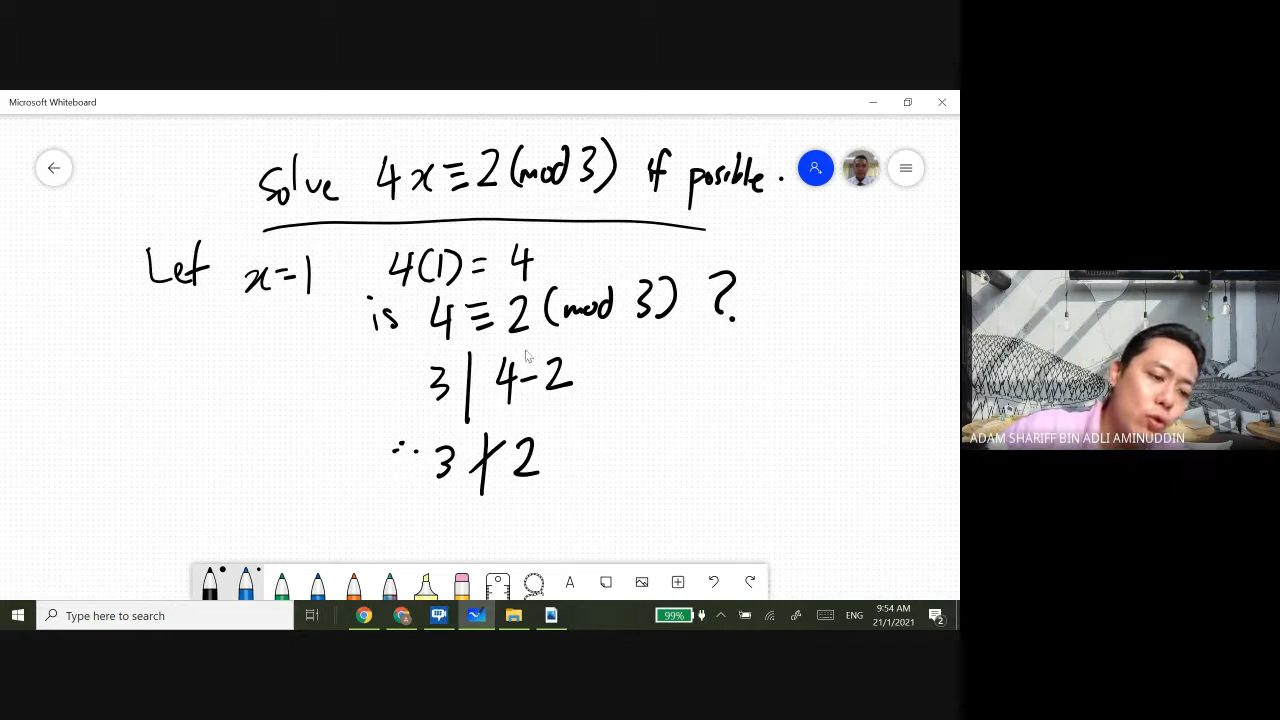 Microsoft Whiteboard
Solve 4x ≡ 2 (mod 3) if posible.
Let x = 1 4(1) = 4
is 4 ≡ 2 (mod 3) ?
3 | 4 - 2
∴ 3 ∤ 2
ADAM SHARIFF BIN ADLI AMINUDDIN
A
Type here to search
99%
ENG
9:54 AM
21/1/2021
2